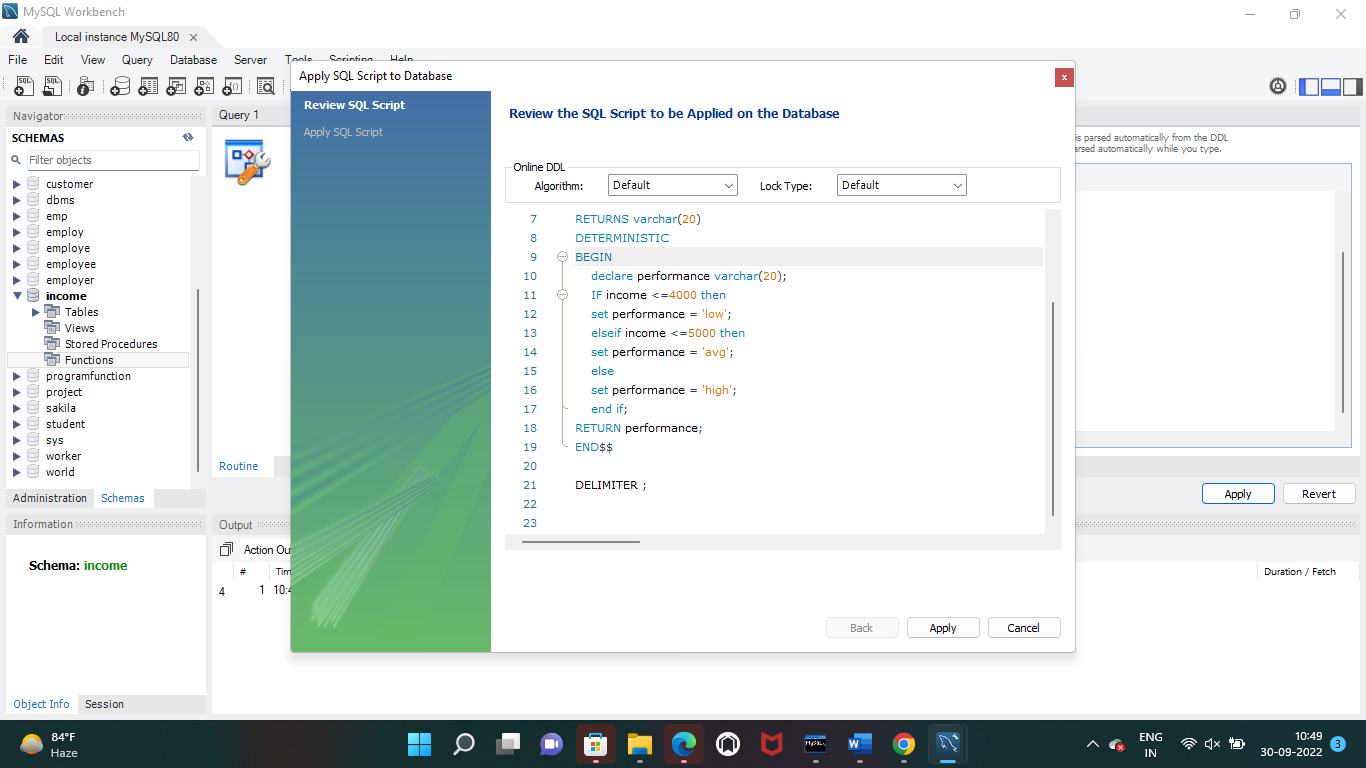 MySQL Workbench
Local instance MySQL80
File Edit View Query Database Server Tools Scripting Help
Apply SQL Script to Database
Review SQL Script
Apply SQL Script
Review the SQL Script to be Applied on the Database
Online DDL
Algorithm: Default Lock Type: Default
7 RETURNS varchar(20)
8 DETERMINISTIC
9 BEGIN
10 declare performance varchar(20);
11 IF income <=4000 then
12 set performance = 'low';
13 elseif income <=5000 then
14 set performance = 'avg';
15 else
16 set performance = 'high';
17 end if;
18 RETURN performance;
19 END$$
20
21 DELIMITER ;
22
23
Back Apply Cancel
Navigator
SCHEMAS
Filter objects
customer
dbms
emp
employ
employe
employee
employer
income
Tables
Views
Stored Procedures
Functions
programfunction
project
sakila
student
sys
worker
world
Administration Schemas
Information
Schema: income
Object Info Session
Query 1
is parsed automatically from the DDL
arsed automatically while you type.
Routine
Apply Revert
Output
Action Ou
# Tim Duration / Fetch
4 1 10:4
84°F
Haze
MySQL
ENG
IN
10:49
30-09-2022
3